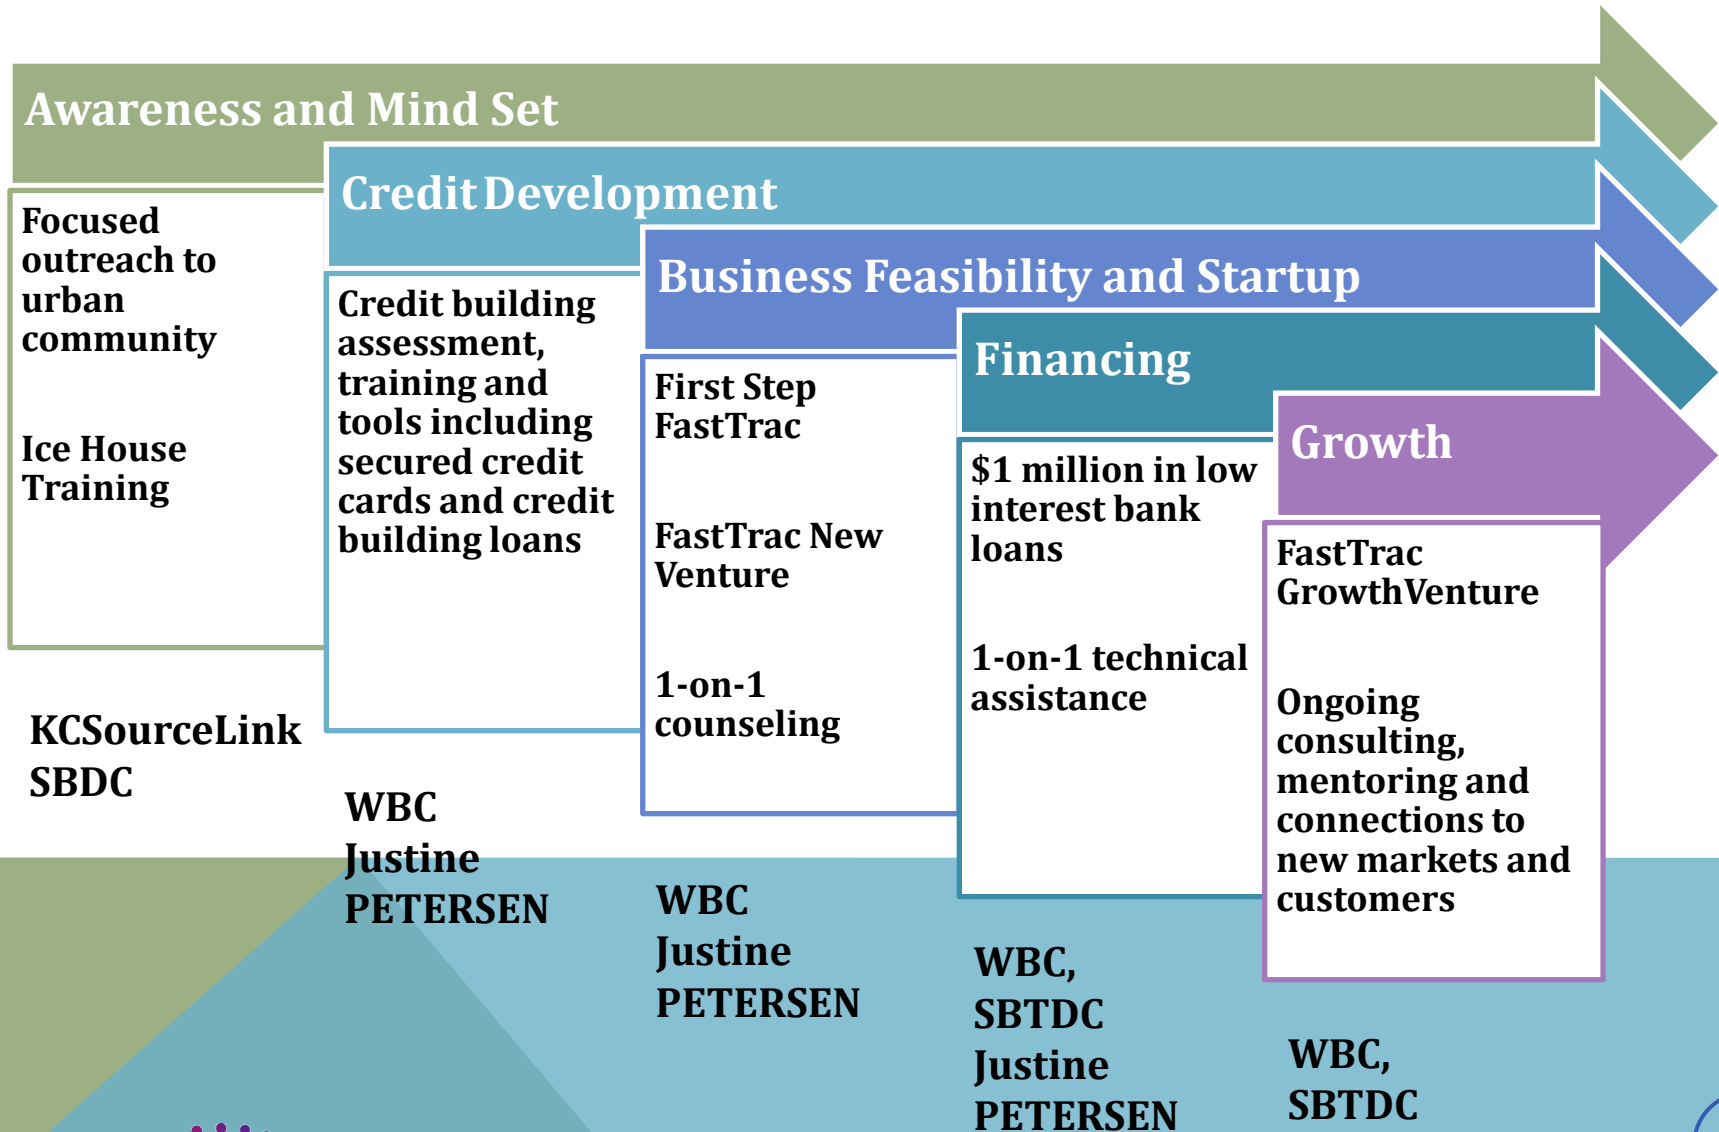 Awareness and Mind Set
Focused
outreach to
urban
community
Ice House
Training
KCSourceLink
SBDC
Credit Development
Credit building
assessment,
training and
tools including
secured credit
cards and credit
building loans
WBC
Justine
PETERSEN
Business Feasibility and Startup
First Step
FastTrac
FastTrac New
Venture
1-on-1
counseling
WBC
Justine
PETERSEN
Financing
$1 million in low
interest bank
loans
1-on-1 technical
assistance
WBC,
SBTDC
Justine
PETERSEN
Growth
FastTrac
GrowthVenture
Ongoing
consulting,
mentoring and
connections to
new markets and
customers
WBC,
SBTDC